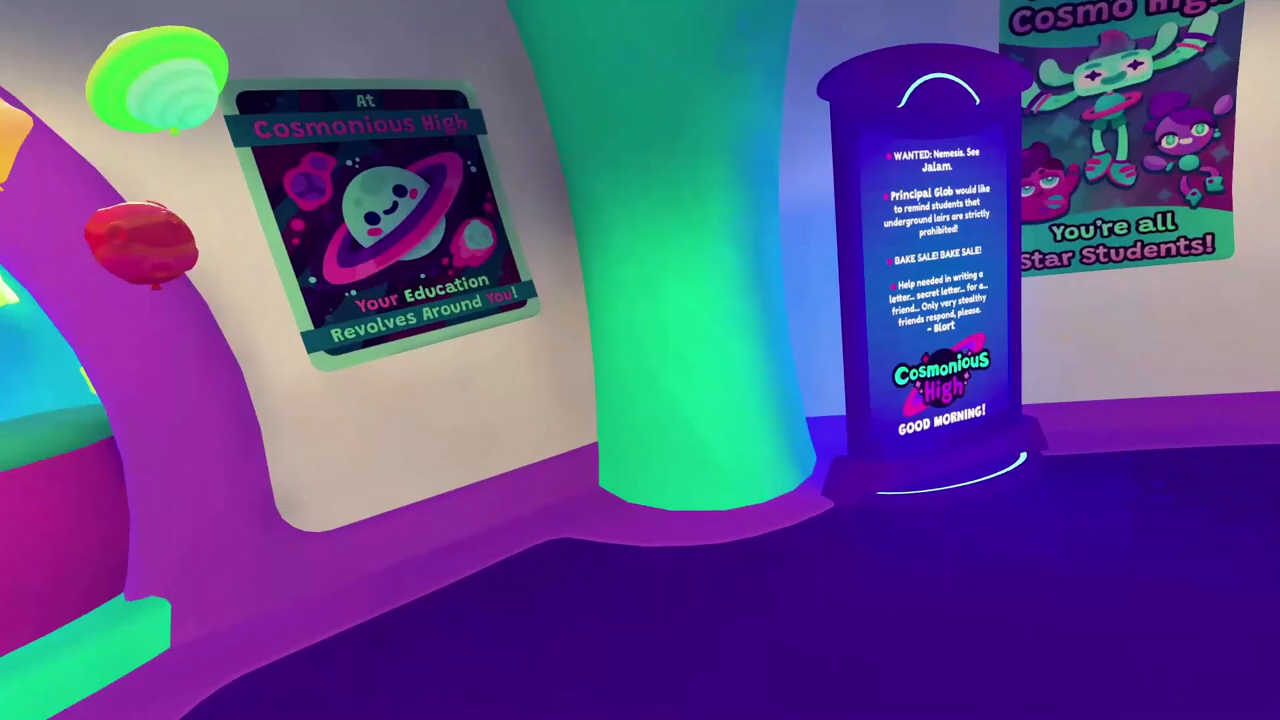 At
Cosmonious High
Your Education
Revolves Around You!
WANTED: Nemesis. See
Jalam.
Principal Glob would like
to remind students that
underground lairs are strictly
prohibited!
BAKE SALE! BAKE SALE!
Help needed in writing a
letter... secret letter... for a...
friend... Only very stealthy
friends respond, please.
- Blort
Cosmonious
High
GOOD MORNING!
Cosmo High
You're all
Star Students!